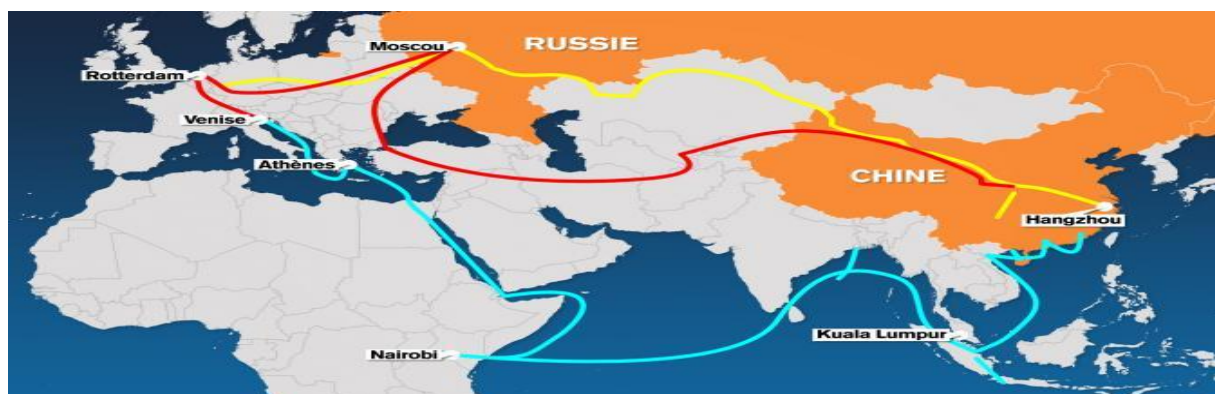 Moscou
RUSSIE
Rotterdam
Venise
Athènes
CHINE
Hangzhou
Kuala Lumpur
Nairobi